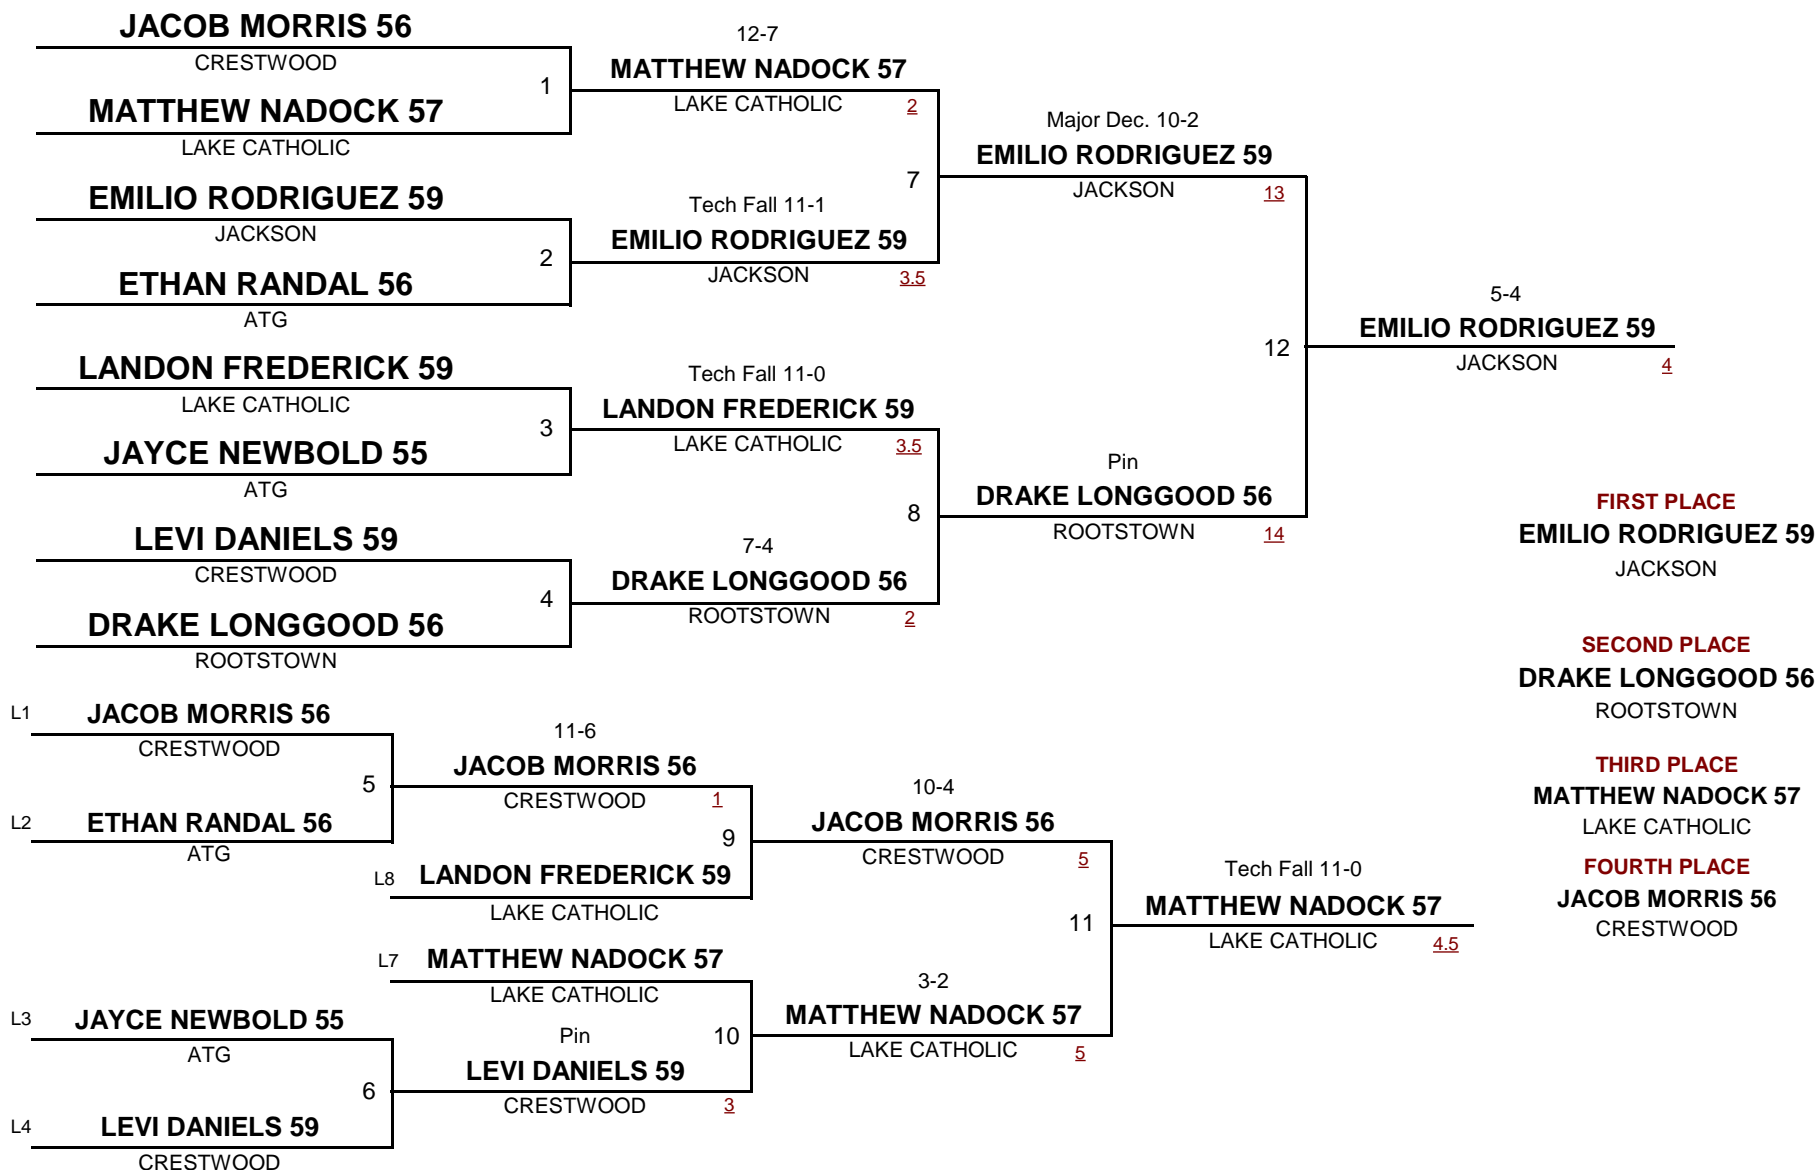 JACOB MORRIS 56
CRESTWOOD
1
MATTHEW NADOCK 57
LAKE CATHOLIC
12-7
MATTHEW NADOCK 57
LAKE CATHOLIC 2
EMILIO RODRIGUEZ 59
JACKSON
2
ETHAN RANDAL 56
ATG
Tech Fall 11-1
EMILIO RODRIGUEZ 59
JACKSON 3.5
7
Major Dec. 10-2
EMILIO RODRIGUEZ 59
JACKSON 13
LANDON FREDERICK 59
LAKE CATHOLIC
3
JAYCE NEWBOLD 55
ATG
Tech Fall 11-0
LANDON FREDERICK 59
LAKE CATHOLIC 3.5
LEVI DANIELS 59
CRESTWOOD
4
DRAKE LONGGOOD 56
ROOTSTOWN
7-4
DRAKE LONGGOOD 56
ROOTSTOWN 2
8
Pin
DRAKE LONGGOOD 56
ROOTSTOWN 14
12
5-4
EMILIO RODRIGUEZ 59
JACKSON 4
FIRST PLACE
EMILIO RODRIGUEZ 59
JACKSON
SECOND PLACE
DRAKE LONGGOOD 56
ROOTSTOWN
THIRD PLACE
MATTHEW NADOCK 57
LAKE CATHOLIC
FOURTH PLACE
JACOB MORRIS 56
CRESTWOOD
L1 JACOB MORRIS 56
CRESTWOOD
5
L2 ETHAN RANDAL 56
ATG
11-6
JACOB MORRIS 56
CRESTWOOD 1
9
L8 LANDON FREDERICK 59
LAKE CATHOLIC
10-4
JACOB MORRIS 56
CRESTWOOD 5
L7 MATTHEW NADOCK 57
LAKE CATHOLIC
10
L3 JAYCE NEWBOLD 55
ATG
6
L4 LEVI DANIELS 59
CRESTWOOD
Pin
LEVI DANIELS 59
CRESTWOOD 3
3-2
MATTHEW NADOCK 57
LAKE CATHOLIC 5
11
Tech Fall 11-0
MATTHEW NADOCK 57
LAKE CATHOLIC 4.5